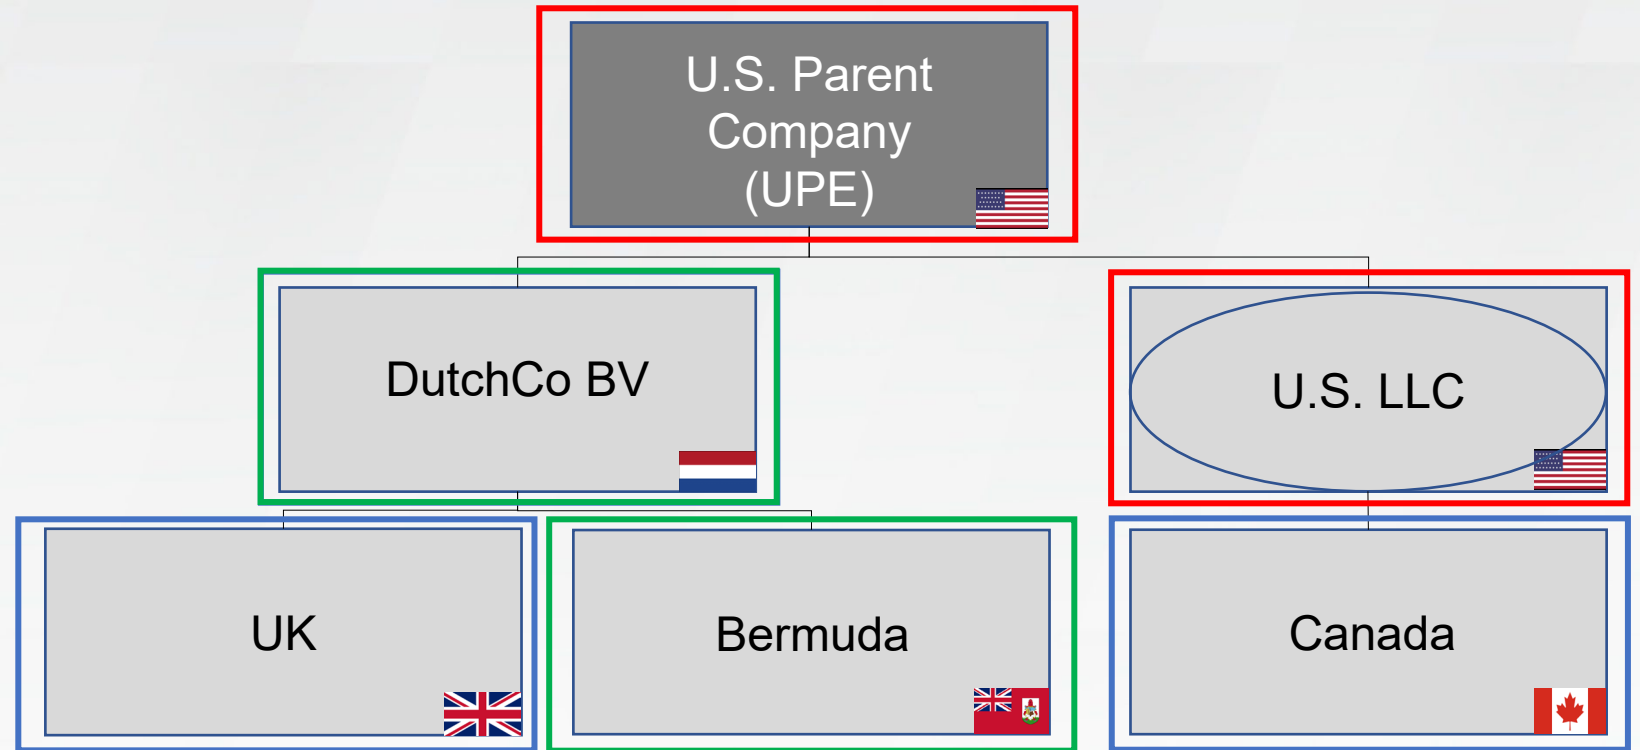 U.S. Parent
Company
(UPE)
DutchCo BV
U.S. LLC
UK
Bermuda
Canada